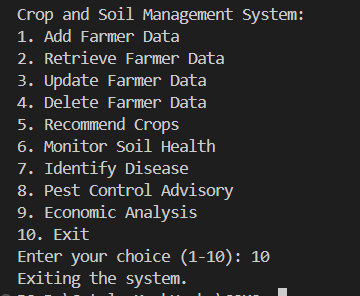 Crop and Soil Management System:
1. Add Farmer Data
2. Retrieve Farmer Data
3. Update Farmer Data
4. Delete Farmer Data
5. Recommend Crops
6. Monitor Soil Health
7. Identify Disease
8. Pest Control Advisory
9. Economic Analysis
10. Exit
Enter your choice (1-10): 10
Exiting the system.